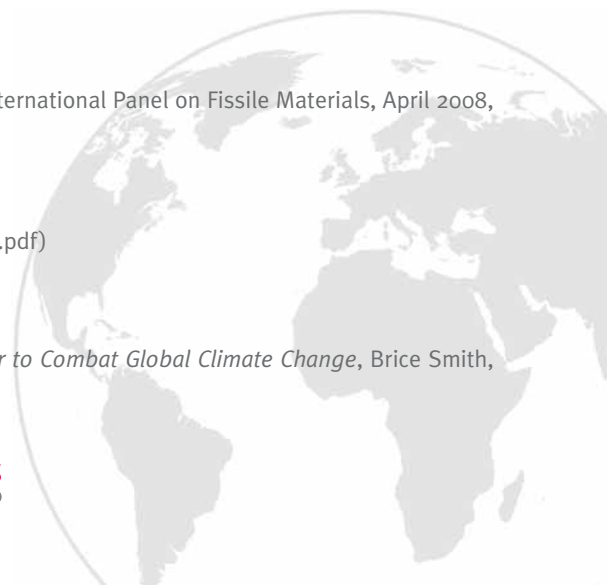 ternational Panel on Fissile Materials, April 2008,
.pdf)
r to Combat Global Climate Change, Brice Smith,